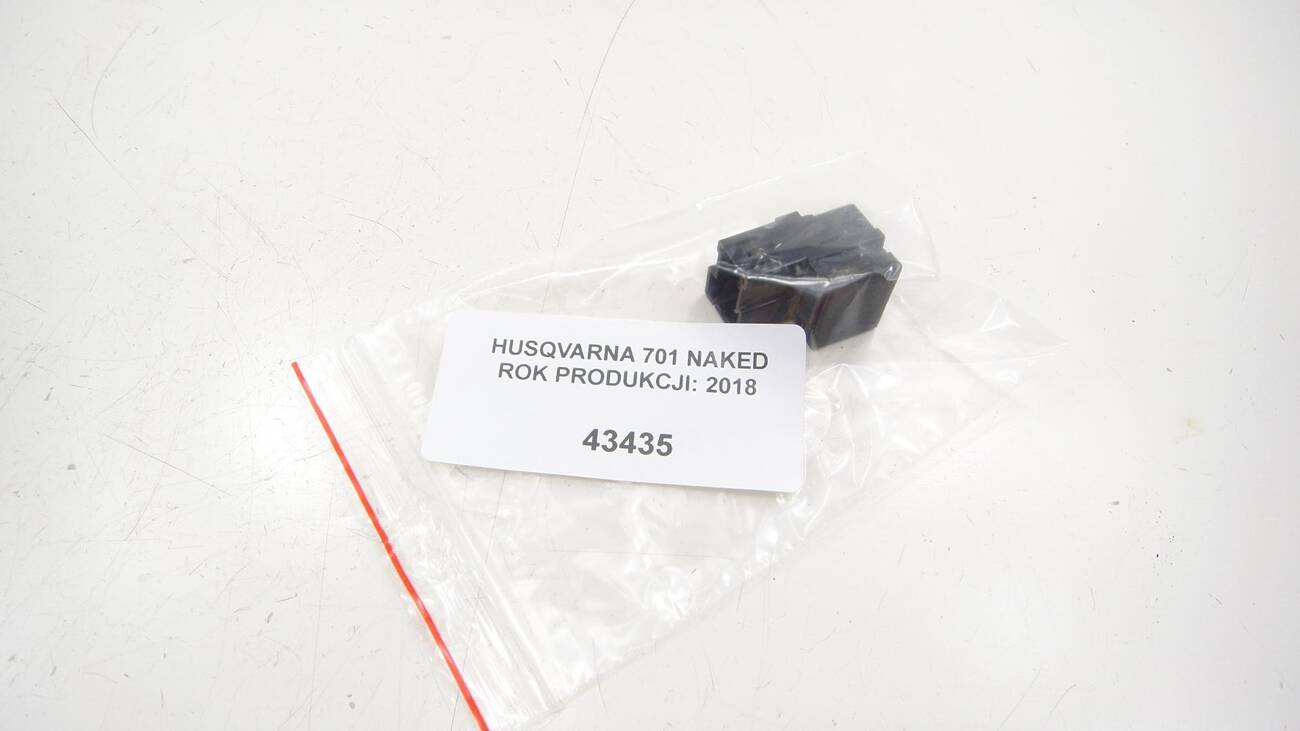 HUSQVARNA 701 NAKED
ROK PRODUKCJI: 2018
43435